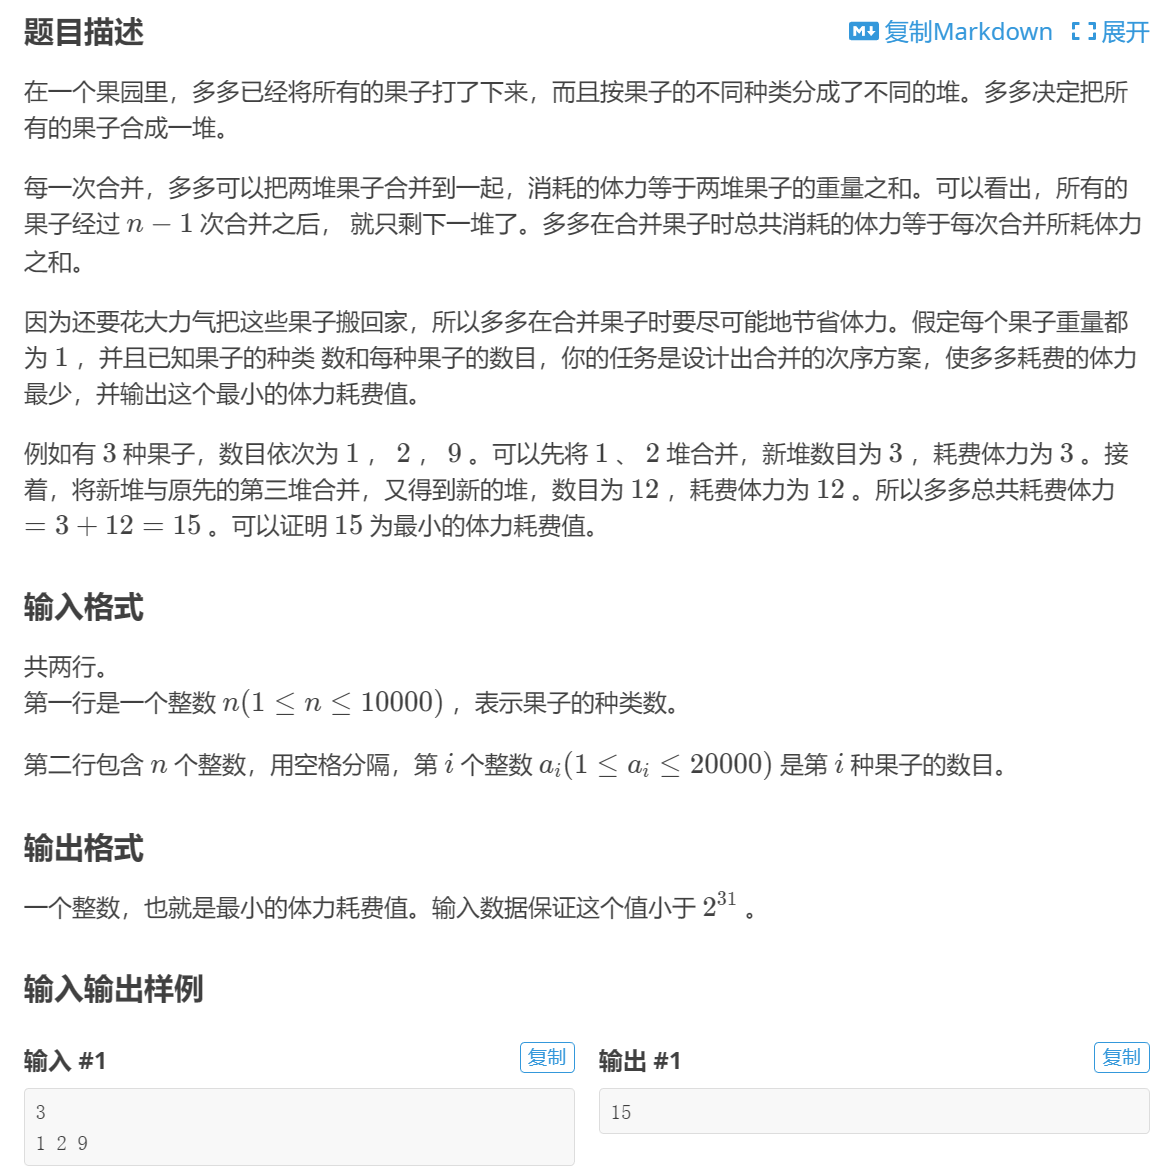 题目描述
复制Markdown 展开
在一个果园里，多多已经将所有的果子打了下来，而且按果子的不同种类分成了不同的堆。多多决定把所
有的果子合成一堆。
每一次合并，多多可以把两堆果子合并到一起，消耗的体力等于两堆果子的重量之和。可以看出，所有的
果子经过 n − 1 次合并之后， 就只剩下一堆了。多多在合并果子时总共消耗的体力等于每次合并所耗体力
之和。
因为还要花大力气把这些果子搬回家，所以多多在合并果子时要尽可能地节省体力。假定每个果子重量都
为 1 ，并且已知果子的种类 数和每种果子的数目，你的任务是设计出合并的次序方案，使多多耗费的体力
最少，并输出这个最小的体力耗费值。
例如有 3 种果子，数目依次为 1 ， 2 ， 9 。可以先将 1 、 2 堆合并，新堆数目为 3 ，耗费体力为 3 。接
着，将新堆与原先的第三堆合并，又得到新的堆，数目为 12 ，耗费体力为 12 。所以多多总共耗费体力
= 3 + 12 = 15 。可以证明 15 为最小的体力耗费值。
输入格式
共两行。
第一行是一个整数 n(1 ≤ n ≤ 10000) ，表示果子的种类数。
第二行包含 n 个整数，用空格分隔，第 i 个整数 aᵢ(1 ≤ aᵢ ≤ 20000) 是第 i 种果子的数目。
输出格式
一个整数，也就是最小的体力耗费值。输入数据保证这个值小于 2³¹ 。
输入输出样例
输入 #1
复制
3
1 2 9
输出 #1
复制
15